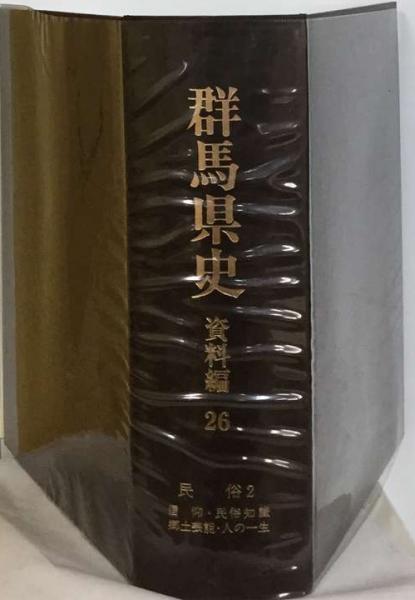 群馬県史
資料編
26
民俗2
信仰・民俗知識
郷土芸能・人の一生